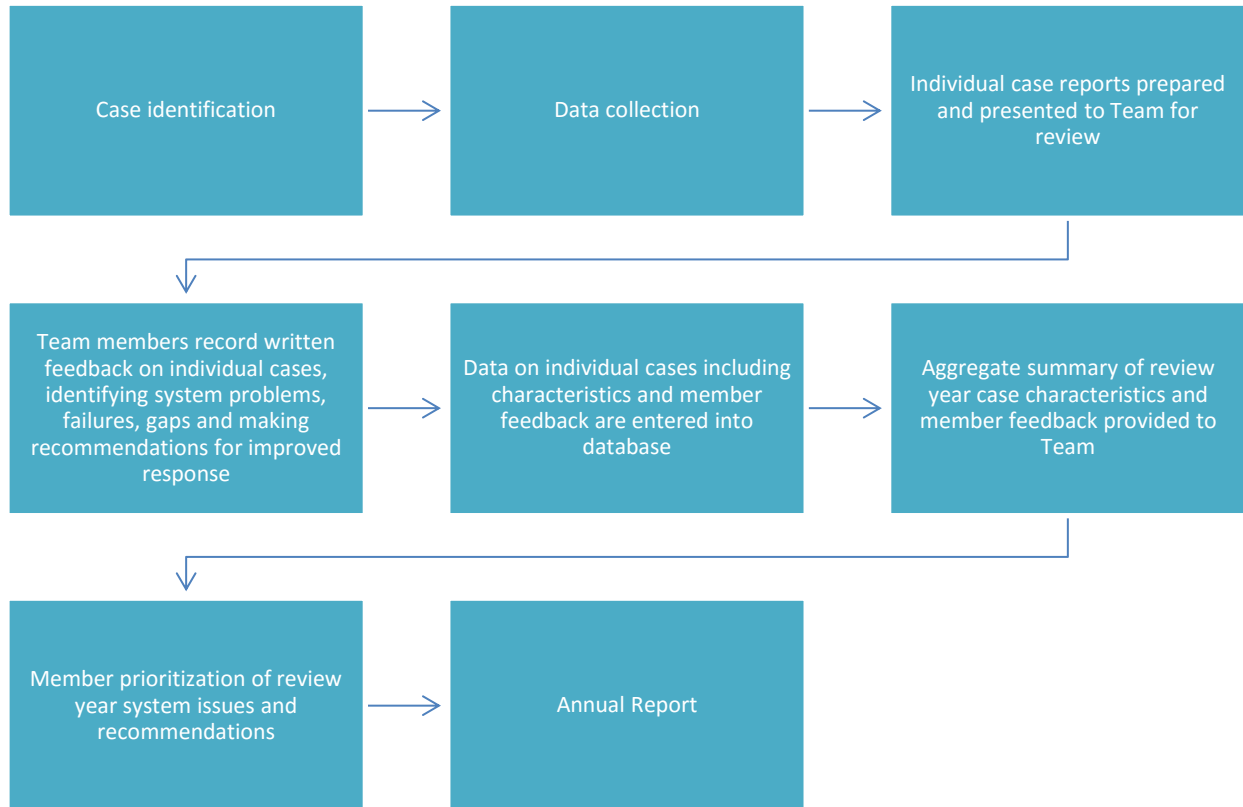 Case identification
Data collection
Individual case reports prepared
and presented to Team for
review
Team members record written
feedback on individual cases,
identifying system problems,
failures, gaps and making
recommendations for improved
response
Data on individual cases including
characteristics and member
feedback are entered into
database
Aggregate summary of review
year case characteristics and
member feedback provided to
Team
Member prioritization of review
year system issues and
recommendations
Annual Report